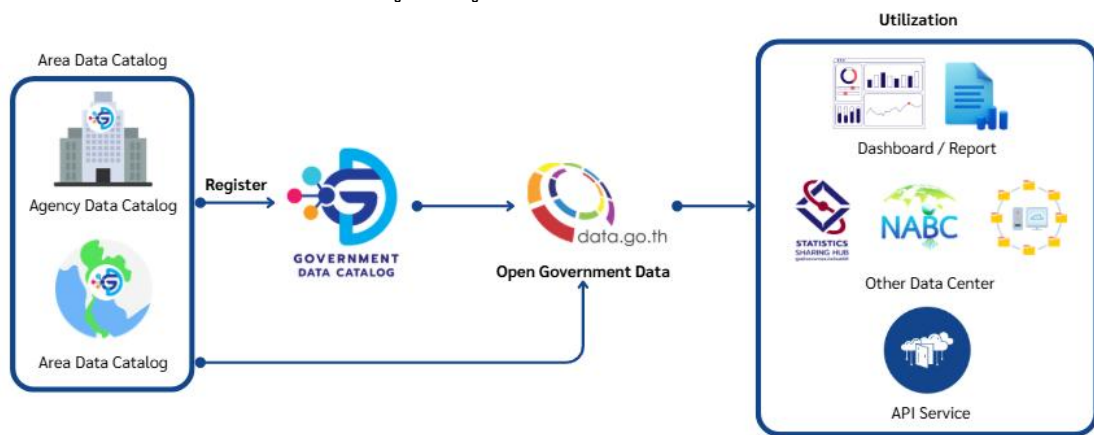 Utilization
Area Data Catalog
Agency Data Catalog
Area Data Catalog
Register
GOVERNMENT
DATA CATALOG
data.go.th
Open Government Data
Dashboard / Report
STATISTICS
SHARING HUB
NABC
Other Data Center
API Service